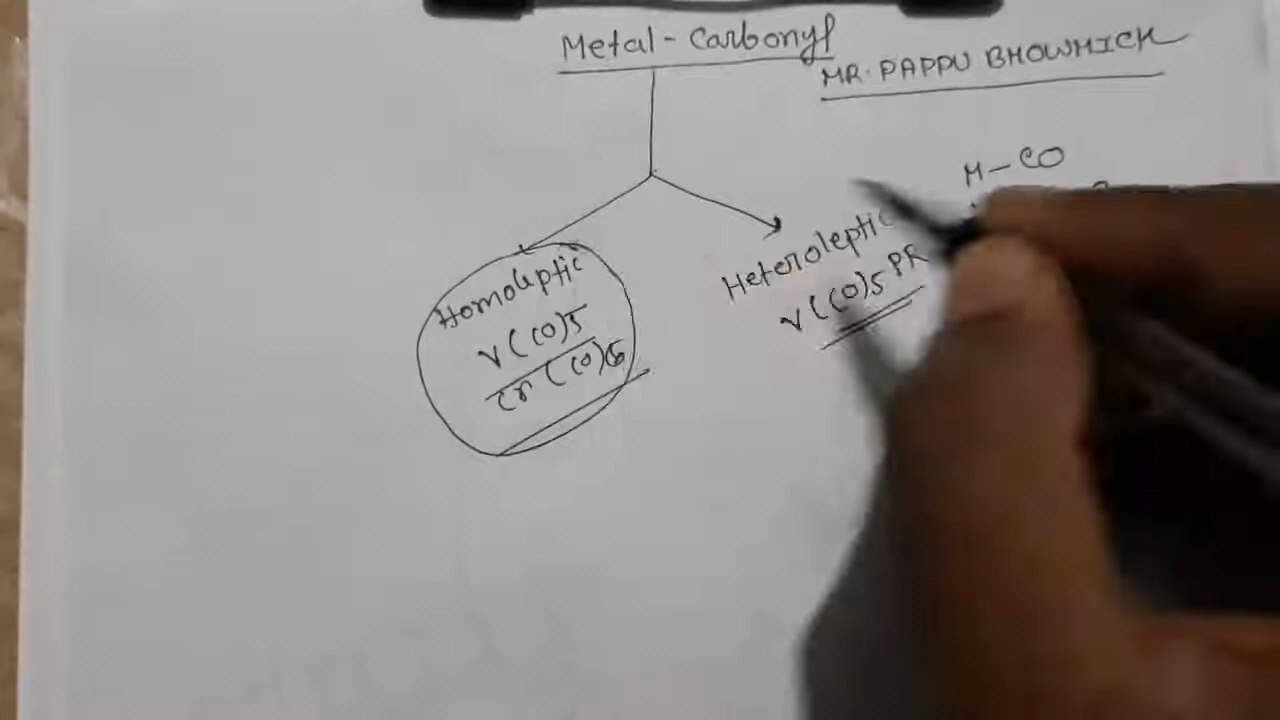 Metal-Carbonyl
MR. PAPPU BHOWMICK
M-CO
Homoleptic
V(CO)5
Cr(CO)6
Heteroleptic
V(CO)5 PR